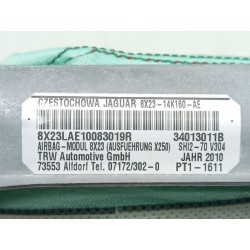 CZESTOCHOWA JAGUAR 8X23-14K160-AE
8X23LAE10083019R 34013011B
AIRBAG-MODUL 8X23 (AUSFUEHRUNG X250) SHI2-70 V304
TRW Automotive GmbH JAHR 2010
73553 Alfdorf Tel. 07172/302-0 PT1-1611